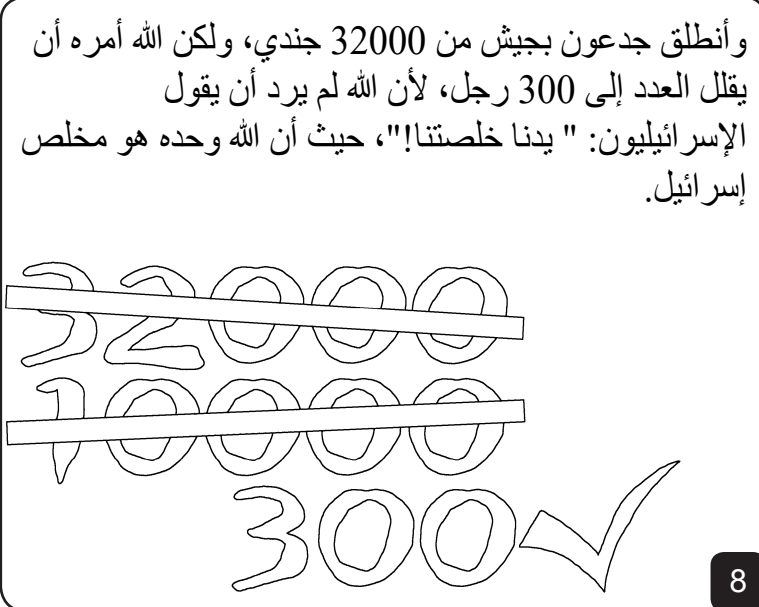 وأنطلق جدعون بجيش من 32000 جندي، ولكن الله أمره أن
يقلل العدد إلى 300 رجل، لأن الله لم يرد أن يقول
الإسرائيليون: " يدنا خلصتنا!"، حيث أن الله وحده هو مخلص
إسرائيل.
32000
10000
300
8